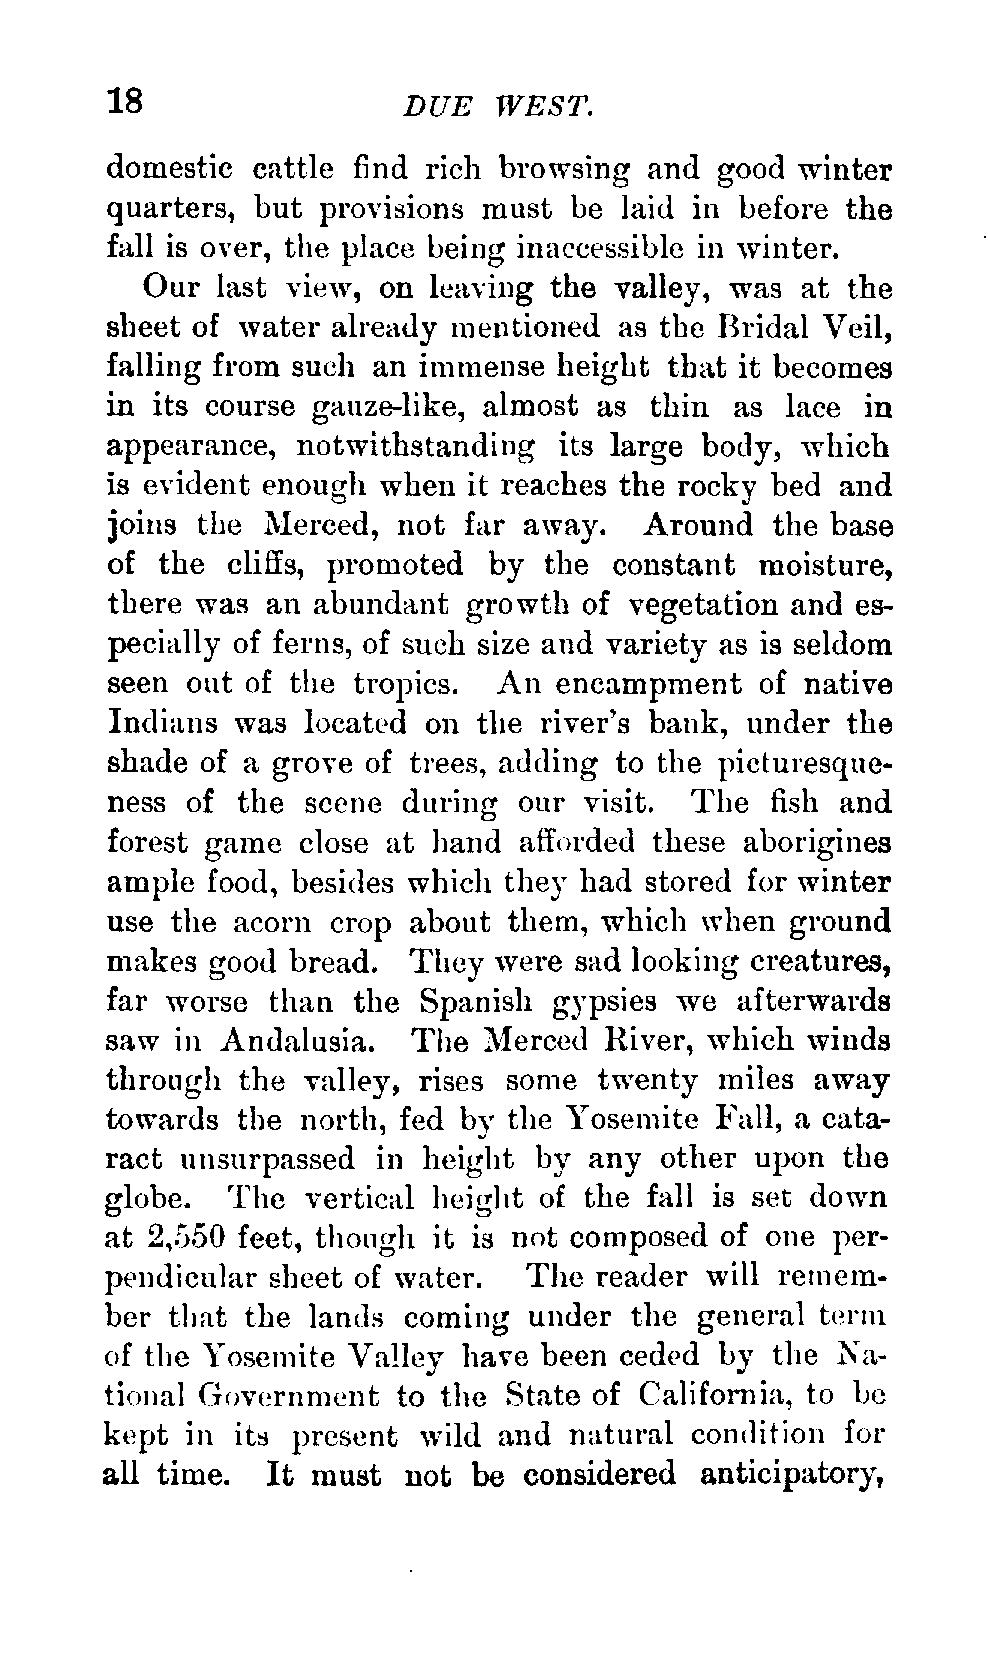 18 DUE WEST.
domestic cattle find rich browsing and good winter
quarters, but provisions must be laid in before the
fall is over, the place being inaccessible in winter.
Our last view, on leaving the valley, was at the
sheet of water already mentioned as the Bridal Veil,
falling from such an immense height that it becomes
in its course gauze-like, almost as thin as lace in
appearance, notwithstanding its large body, which
is evident enough when it reaches the rocky bed and
joins the Merced, not far away. Around the base
of the cliffs, promoted by the constant moisture,
there was an abundant growth of vegetation and es-
pecially of ferns, of such size and variety as is seldom
seen out of the tropics. An encampment of native
Indians was located on the river's bank, under the
shade of a grove of trees, adding to the picturesque-
ness of the scene during our visit. The fish and
forest game close at hand afforded these aborigines
ample food, besides which they had stored for winter
use the acorn crop about them, which when ground
makes good bread. They were sad looking creatures,
far worse than the Spanish gypsies we afterwards
saw in Andalusia. The Merced River, which winds
through the valley, rises some twenty miles away
towards the north, fed by the Yosemite Fall, a cata-
ract unsurpassed in height by any other upon the
globe. The vertical height of the fall is set down
at 2,550 feet, though it is not composed of one per-
pendicular sheet of water. The reader will remem-
ber that the lands coming under the general term
of the Yosemite Valley have been ceded by the Na-
tional Government to the State of California, to be
kept in its present wild and natural condition for
all time. It must not be considered anticipatory,